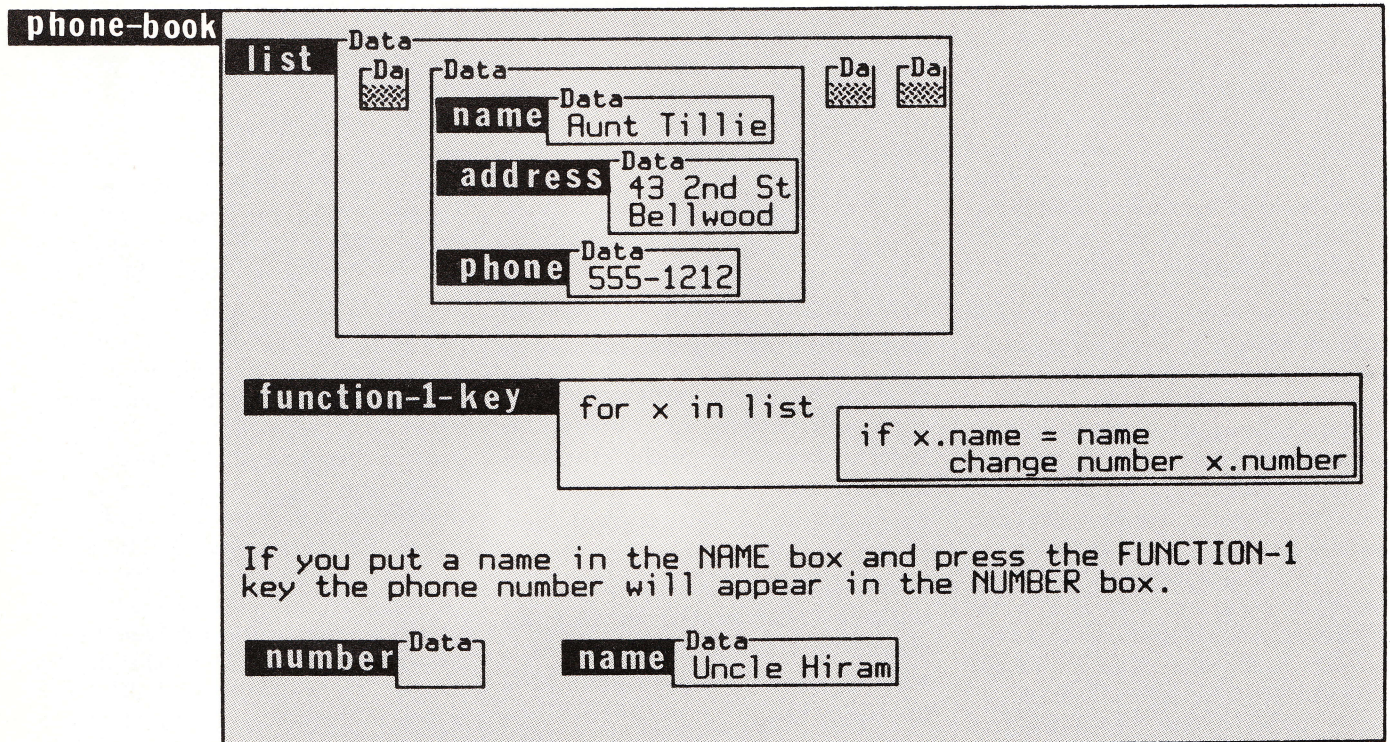 phone-book
list Data
Da Data Da Da
name Data
Aunt Tillie
address Data
43 2nd St
Bellwood
phone Data
555-1212
function-1-key for x in list
if x.name = name
change number x.number
If you put a name in the NAME box and press the FUNCTION-1
key the phone number will appear in the NUMBER box.
number Data name Data
Uncle Hiram